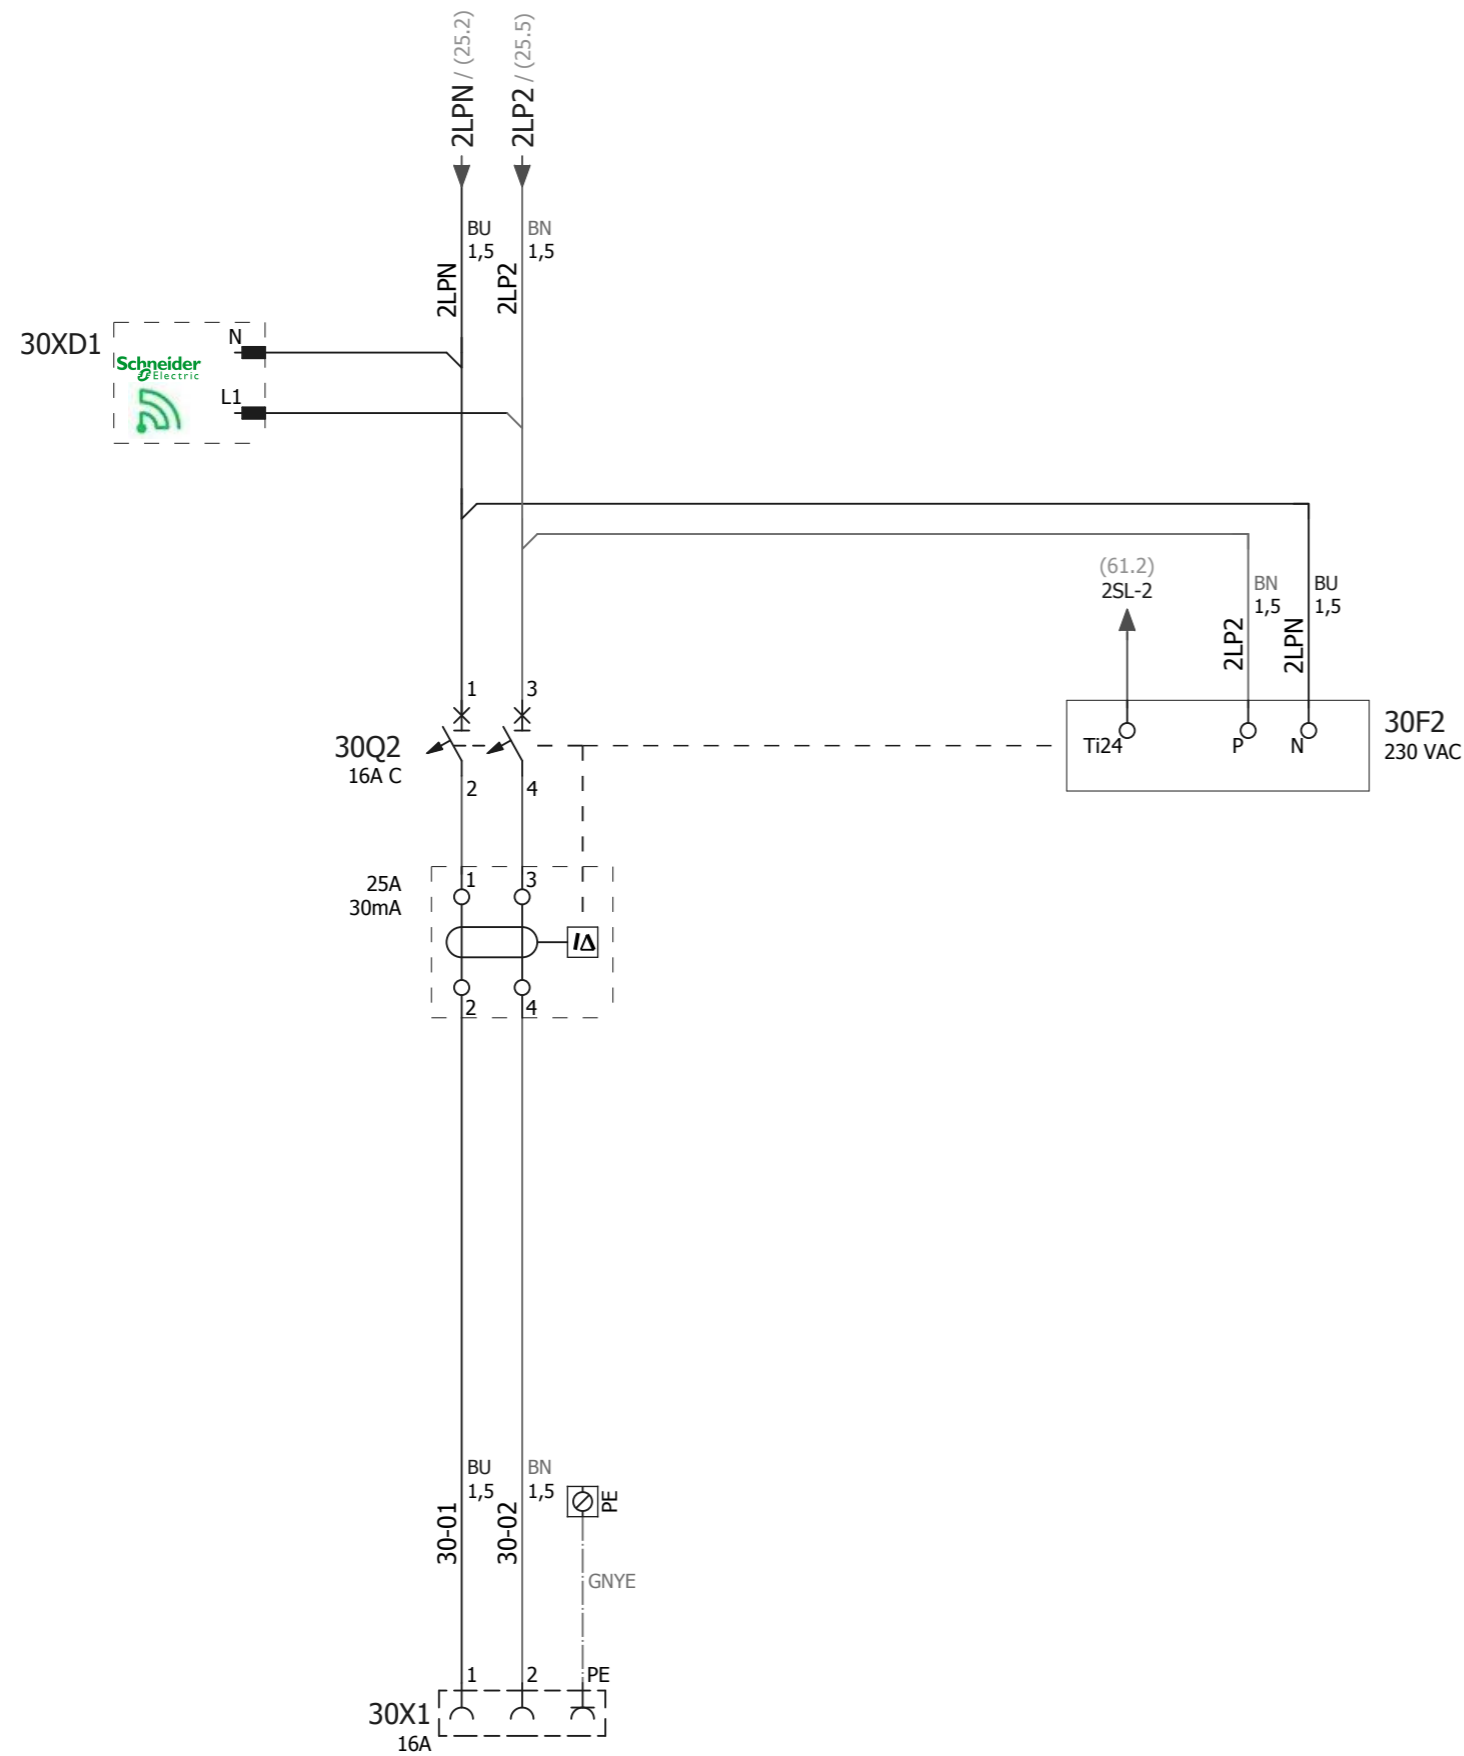 2LPN / (25.2)
2LP2 / (25.5)
BU
1,5
BN
1,5
2LPN
2LP2
30XD1
N
Schneider
Electric
L1
(61.2)
2SL-2
BN
1,5
BU
1,5
2LP2
2LPN
1
3
30Q2
16A C
2
4
Ti24
P
N
30F2
230 VAC
25A
30mA
1
3
IΔ
2
4
BU
1,5
BN
1,5
30-01
30-02
PE
GNYE
1
2
PE
30X1
16A